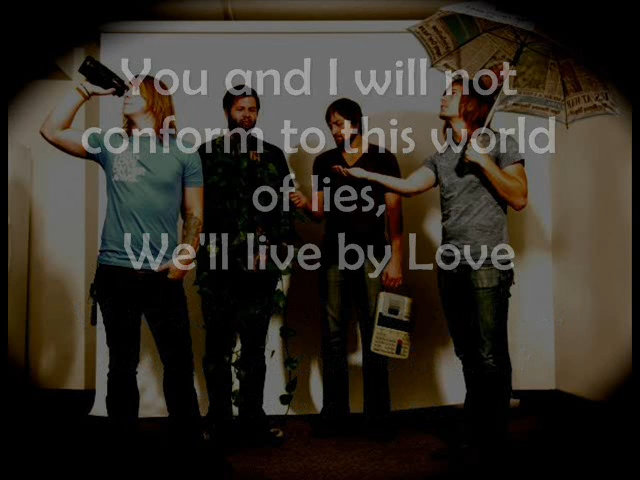 You and I will not
conform to this world
of lies,
We'll live by Love